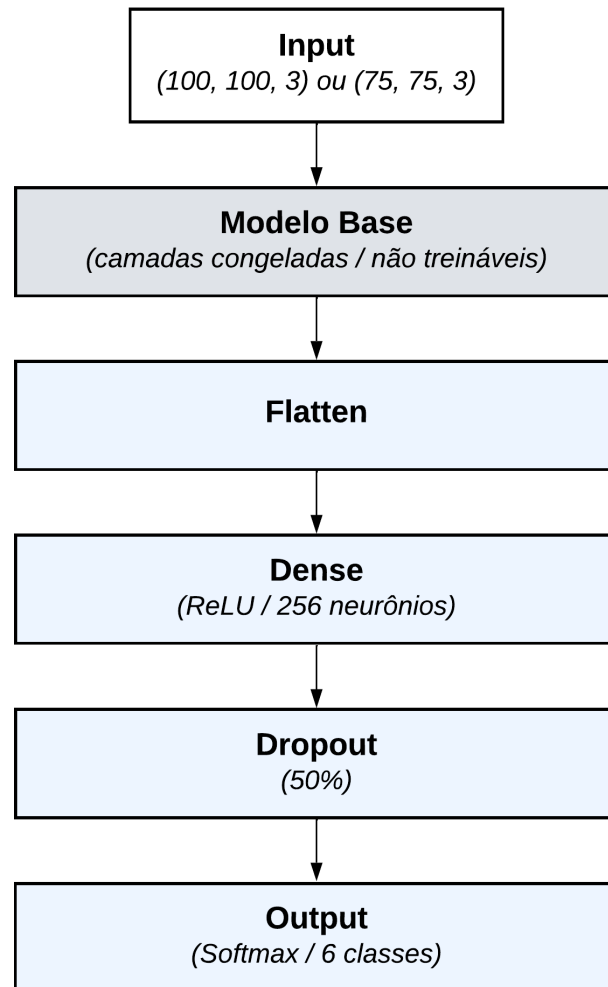 Input
(100, 100, 3) ou (75, 75, 3)
Modelo Base
(camadas congeladas / não treináveis)
Flatten
Dense
(ReLU / 256 neurônios)
Dropout
(50%)
Output
(Softmax / 6 classes)